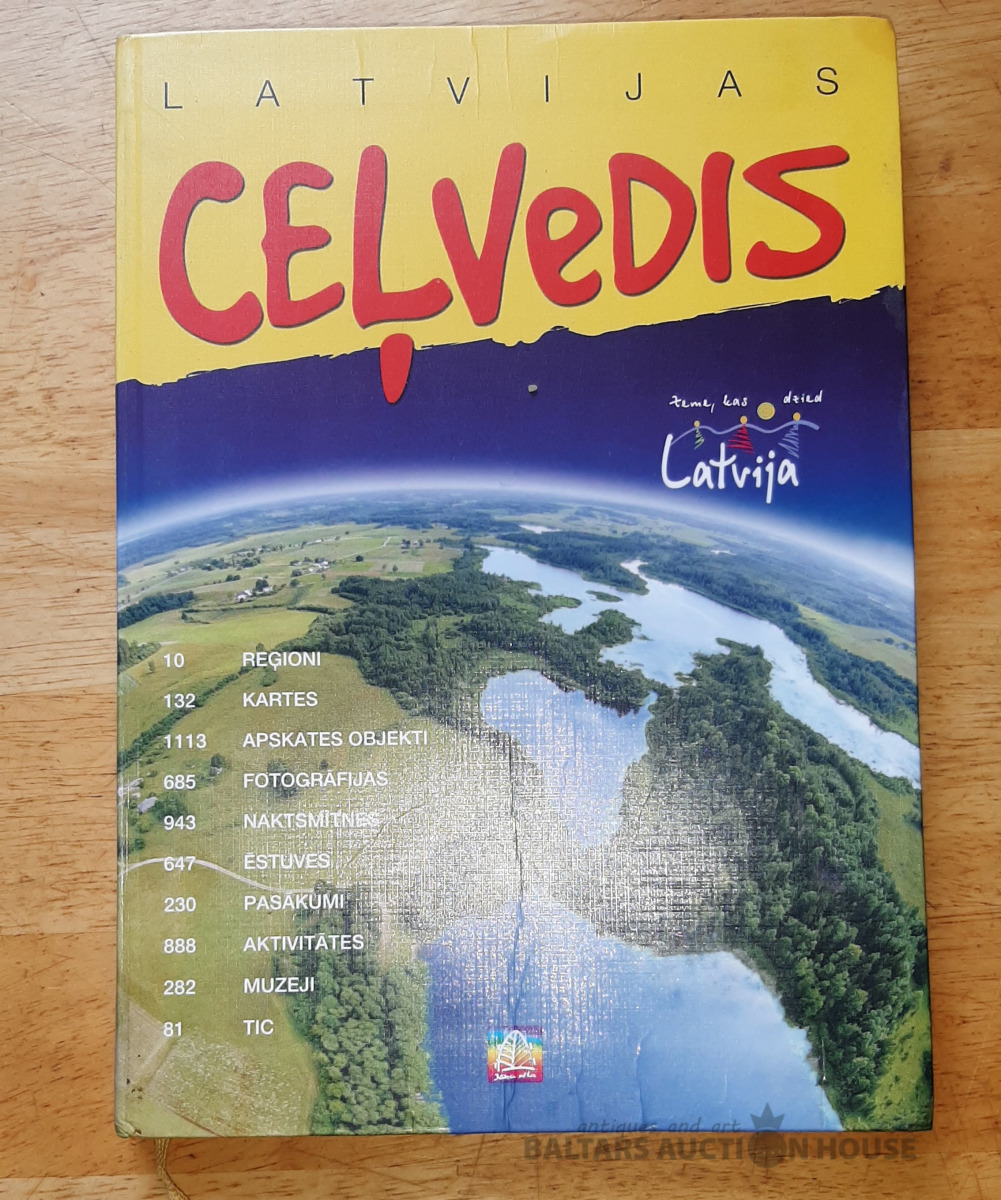 LATVIJAS
CEĻVEDIS
Zeme, kas dzied
Latvija
10 REĢIONI
132 KARTES
1113 APSKATES OBJEKTI
685 FOTOGRĀFIJAS
943 NAKTSMĪTNES
647 ĒSTUVES
230 PASĀKUMI
888 AKTIVITĀTES
282 MUZEJI
81 TIC
antiques and art
BALTARS AUCTION HOUSE